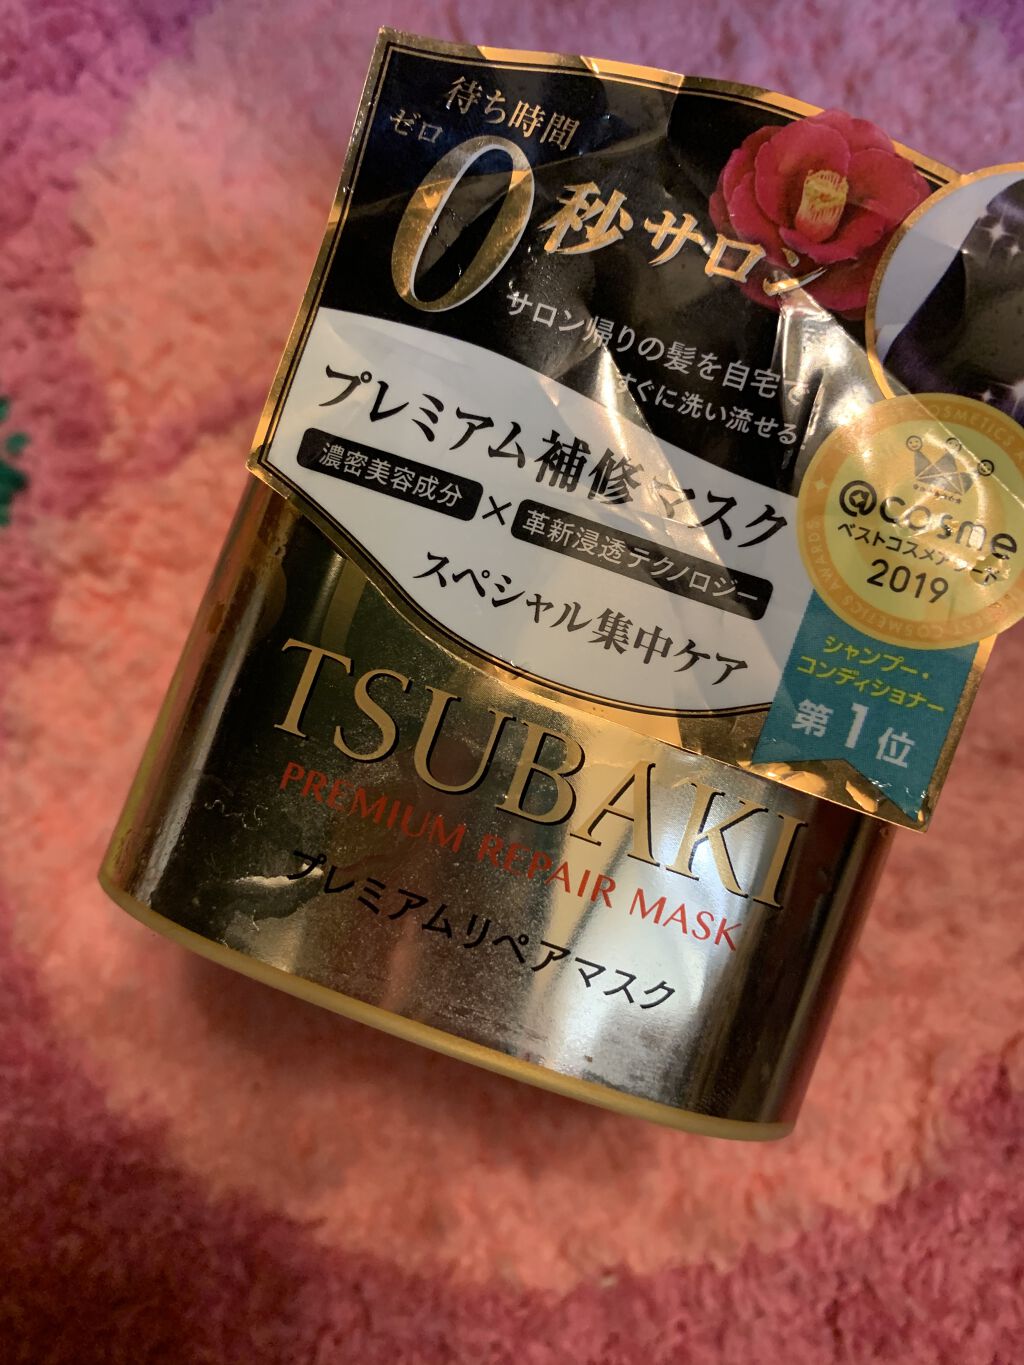 待ち時間
ゼロ
0秒サロン
サロン帰りの髪を自宅で
すぐに洗い流せる
プレミアム補修マスク
濃密美容成分×革新浸透テクノロジー
スペシャル集中ケア
@cosme
ベストコスメアワード
2019
シャンプー・
コンディショナー
第1位
TSUBAKI
PREMIUM REPAIR MASK
プレミアムリペアマスク